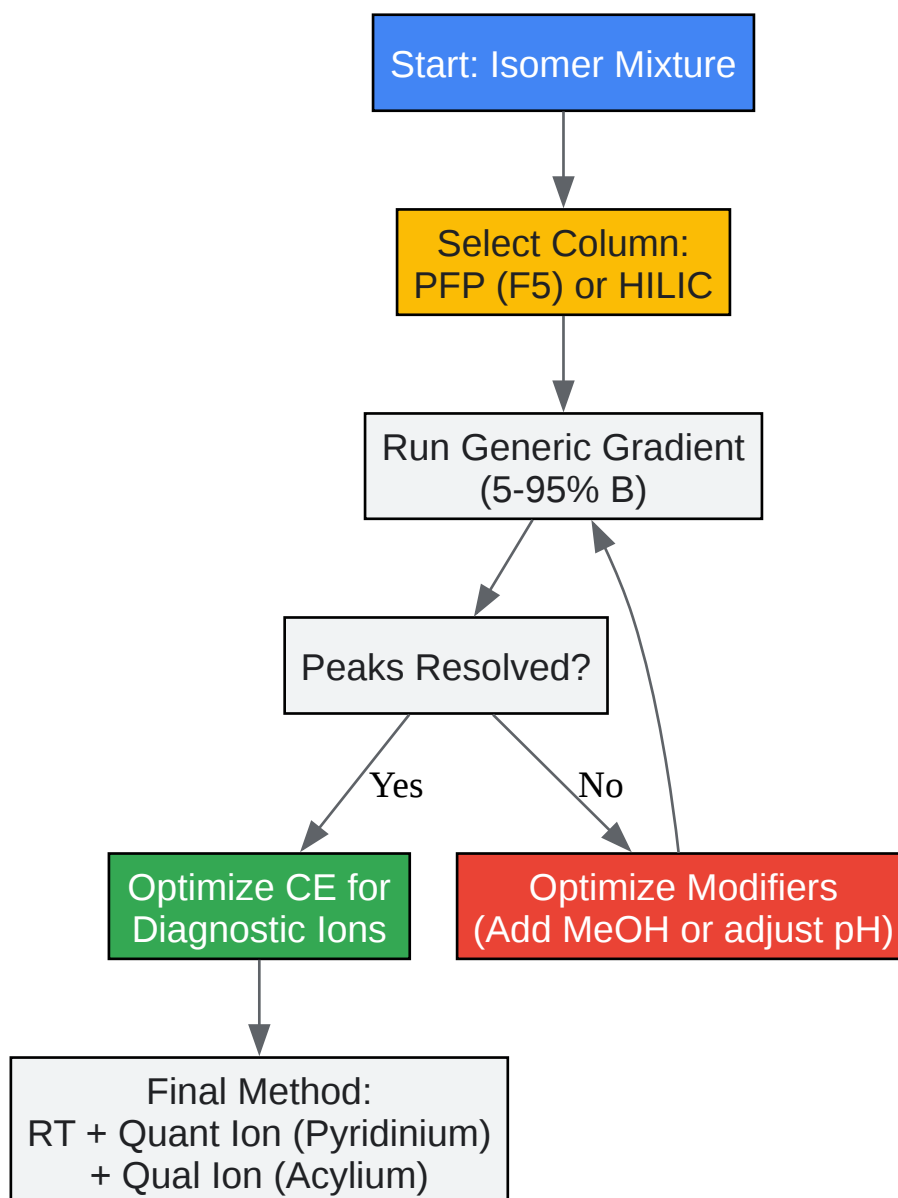 Start: Isomer Mixture
Select Column:
PFP (F5) or HILIC
Run Generic Gradient
(5-95% B)
Peaks Resolved?
Yes
No
Optimize CE for
Diagnostic Ions
Optimize Modifiers
(Add MeOH or adjust pH)
Final Method:
RT + Quant Ion (Pyridinium)
+ Qual Ion (Acylium)